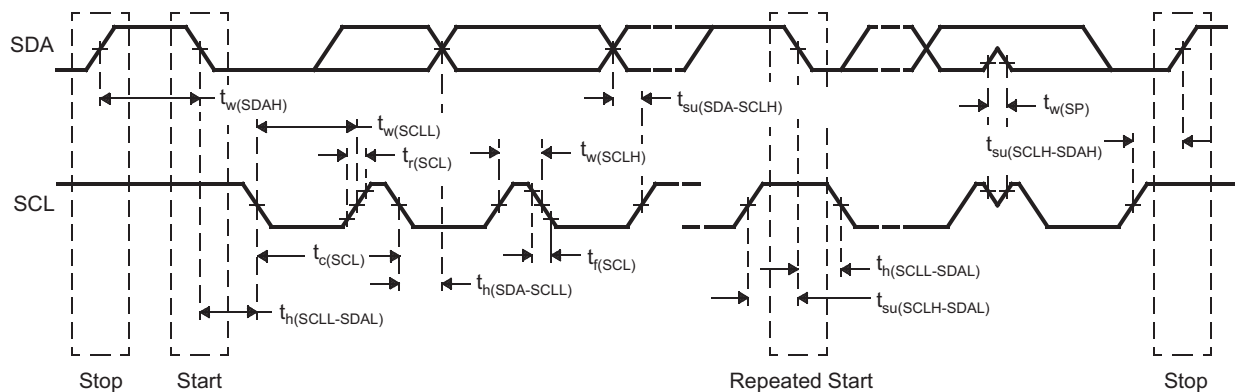 SDA
t_w(SDAH)
t_su(SDA-SCLH)
t_w(SP)
t_w(SCLL)
t_r(SCL)
t_w(SCLH)
t_su(SCLH-SDAH)
SCL
t_c(SCL)
t_f(SCL)
t_h(SCLL-SDAL)
t_h(SDA-SCLL)
t_su(SCLH-SDAL)
t_h(SCLL-SDAL)
Stop
Start
Repeated Start
Stop